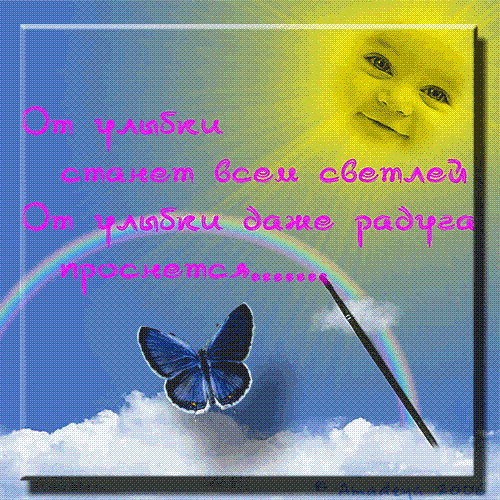 От улыбки
станет всем светлей
От улыбки даже радуга
проснется.......